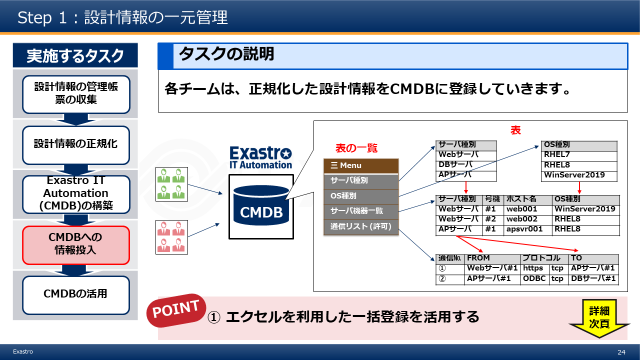 Step 1：設計情報の一元管理
実施するタスク
設計情報の管理帳
票の収集
設計情報の正規化
Exastro IT
Automation
(CMDB)の構築
CMDBへの
情報投入
CMDBの活用
タスクの説明
各チームは、正規化した設計情報をCMDBに登録していきます。
Exastro
IT Automation
CMDB
表の一覧
三 Menu
サーバ種別
OS種別
サーバ機器一覧
通信リスト(許可)
表
サーバ種別
Webサーバ
DBサーバ
APサーバ
OS種別
RHEL7
RHEL8
WinServer2019
サーバ種別 号機 ホスト名 OS種別
Webサーバ #1 web001 WinServer2019
Webサーバ #2 web002 RHEL8
APサーバ #1 apsvr001 RHEL8
通信№ FROM プロトコル TO
① Webサーバ#1 https tcp APサーバ#1
② APサーバ#1 ODBC tcp DBサーバ#1
POINT
① エクセルを利用した一括登録を活用する
詳細
次頁
Exastro
24